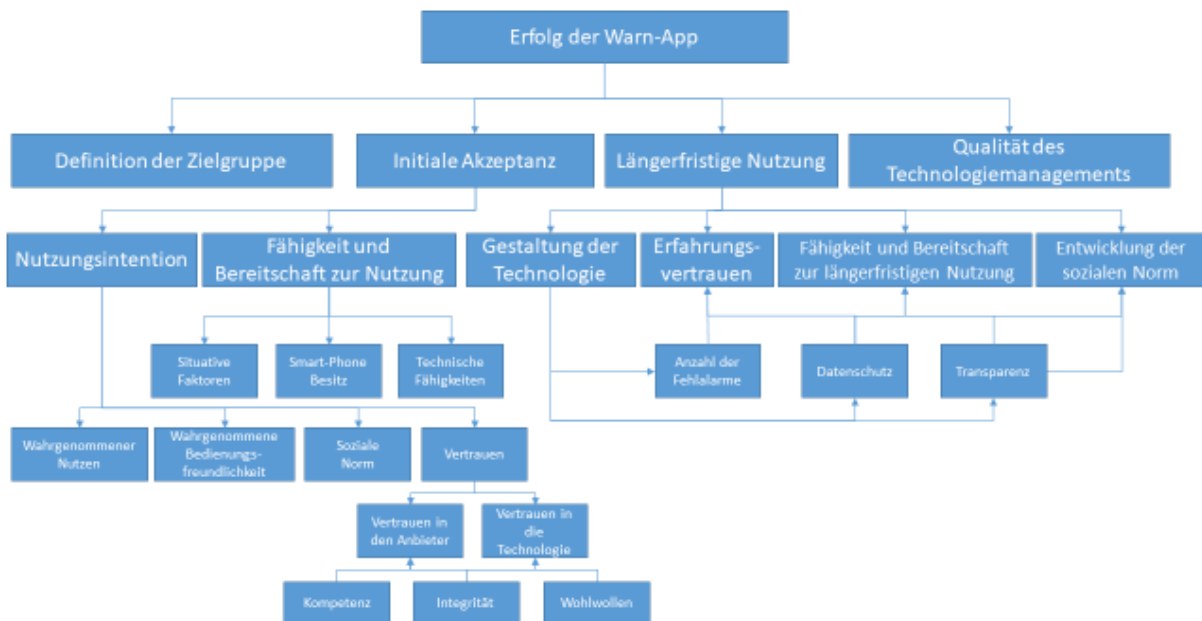 Erfolg der Warn-App
Definition der Zielgruppe
Initiale Akzeptanz
Längerfristige Nutzung
Qualität des
Technologiemanagements
Nutzungsintention
Fähigkeit und
Bereitschaft zur Nutzung
Gestaltung der
Technologie
Erfahrungs-
vertrauen
Fähigkeit und Bereitschaft
zur längerfristigen Nutzung
Entwicklung der
sozialen Norm
Situative
Faktoren
Smart-Phone
Besitz
Technische
Fähigkeiten
Anzahl der
Fehlalarme
Datenschutz
Transparenz
Wahrgenommener
Nutzen
Wahrgenommene
Bedienungs-
freundlichkeit
Soziale
Norm
Vertrauen
Vertrauen in
den Anbieter
Vertrauen in
die
Technologie
Kompetenz
Integrität
Wohlwollen